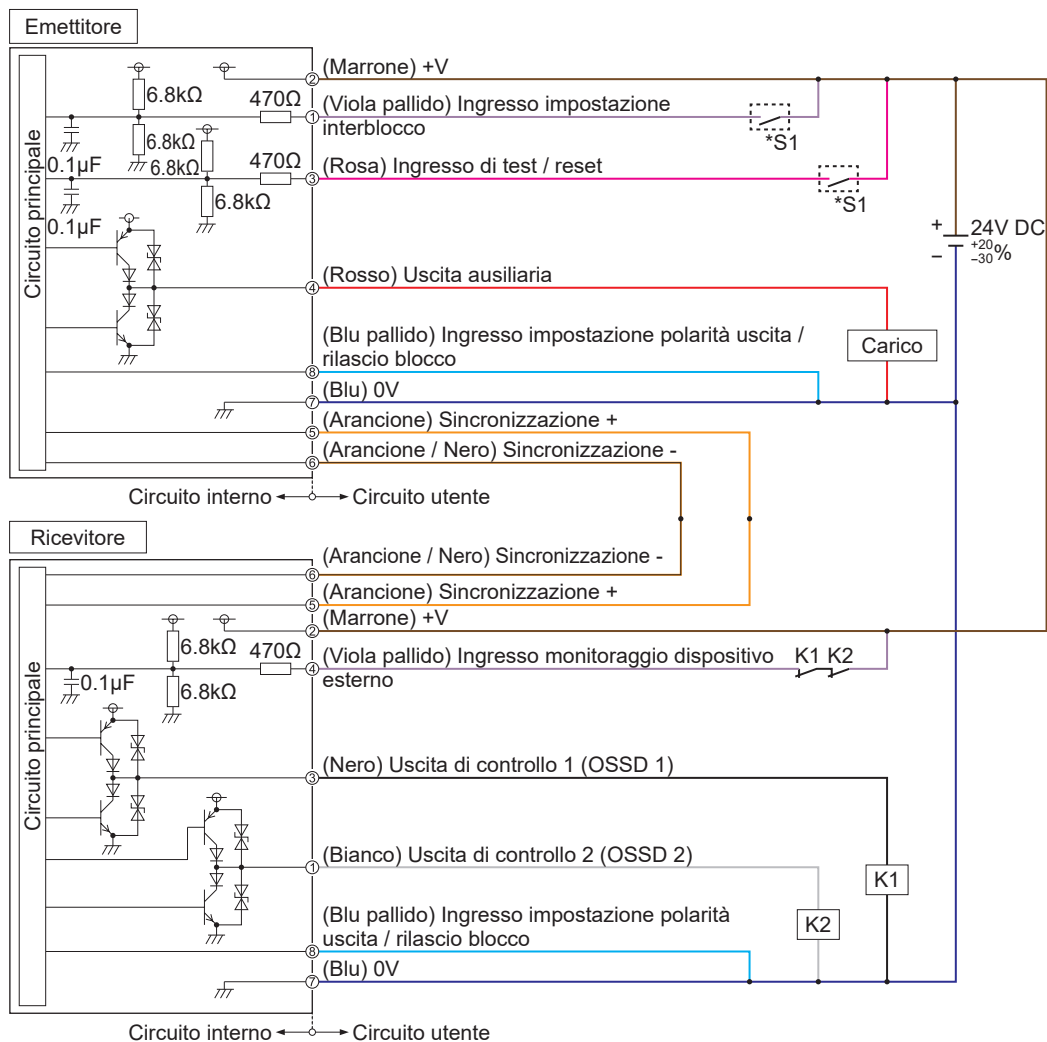 Emettitore
Circuito principale
(Marrone) +V
②
6.8kΩ
470Ω
①
(Viola pallido) Ingresso impostazione
interblocco
*S1
6.8kΩ
0.1µF
6.8kΩ
470Ω
③
(Rosa) Ingresso di test / reset
*S1
6.8kΩ
0.1µF
+
24V DC
+20
−30%
−
④
(Rosso) Uscita ausiliaria
Carico
(Blu pallido) Ingresso impostazione polarità uscita /
rilascio blocco
⑧
(Blu) 0V
⑦
(Arancione) Sincronizzazione +
⑤
(Arancione / Nero) Sincronizzazione -
⑥
Circuito interno
Circuito utente
Ricevitore
Circuito principale
(Arancione / Nero) Sincronizzazione -
⑥
(Arancione) Sincronizzazione +
⑤
(Marrone) +V
②
6.8kΩ
470Ω
④
(Viola pallido) Ingresso monitoraggio dispositivo
esterno
K1 K2
0.1µF
6.8kΩ
③
(Nero) Uscita di controllo 1 (OSSD 1)
①
(Bianco) Uscita di controllo 2 (OSSD 2)
K1
K2
(Blu pallido) Ingresso impostazione polarità
uscita / rilascio blocco
⑧
(Blu) 0V
⑦
Circuito interno
Circuito utente